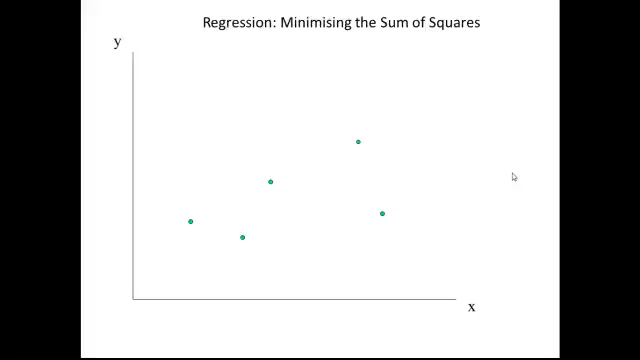 Regression: Minimising the Sum of Squares
y
x